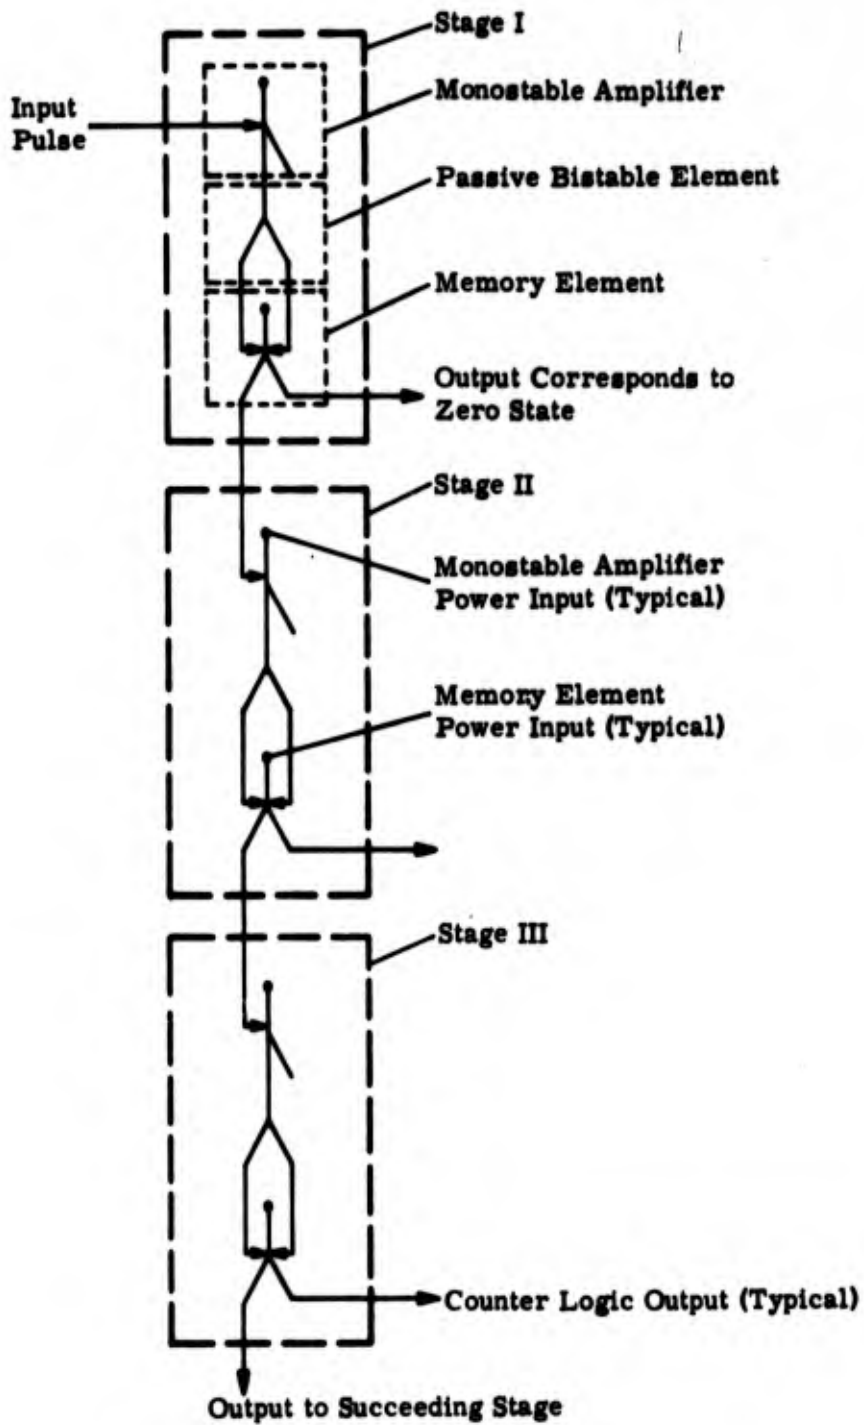 Stage I
Monostable Amplifier
Input
Pulse
Passive Bistable Element
Memory Element
Output Corresponds to
Zero State
Stage II
Monostable Amplifier
Power Input (Typical)
Memory Element
Power Input (Typical)
Stage III
Counter Logic Output (Typical)
Output to Succeeding Stage